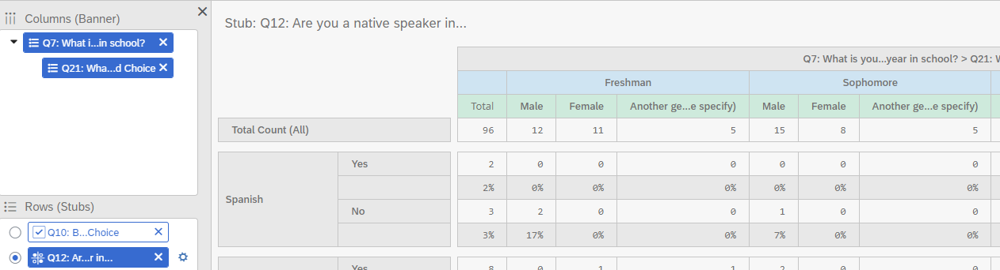 Columns (Banner)
Q7: What i...in school?
Q21: Wha...d Choice
Rows (Stubs)
Q10: B...Choice
Q12: Ar...r in...
Stub: Q12: Are you a native speaker in...
Q7: What is you...year in school? > Q21: W
Freshman Sophomore
Total Male Female Another ge...e specify) Male Female Another ge...e specify)
Total Count (All) 96 12 11 5 15 8 5
Spanish
Yes 2 0 0 0 0 0 0
2% 0% 0% 0% 0% 0% 0%
No 3 2 0 0 1 0 0
3% 17% 0% 0% 7% 0% 0%
Yes 8 0 1 1 2 0 0